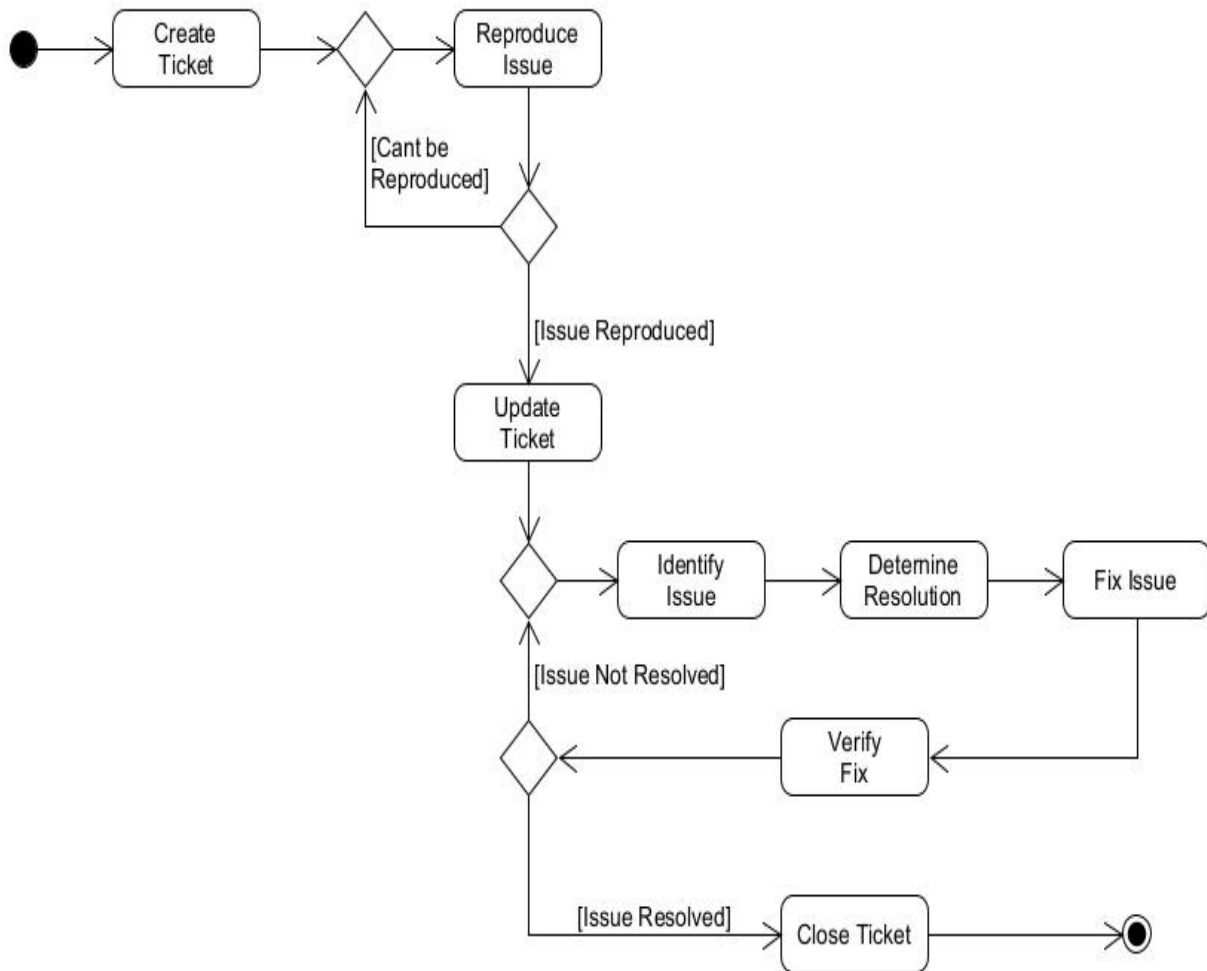 Create
Ticket
Reproduce
Issue
[Cant be
Reproduced]
[Issue Reproduced]
Update
Ticket
Identify
Issue
Deternine
Resolution
Fix Issue
[Issue Not Resolved]
Verify
Fix
[Issue Resolved]
Close Ticket